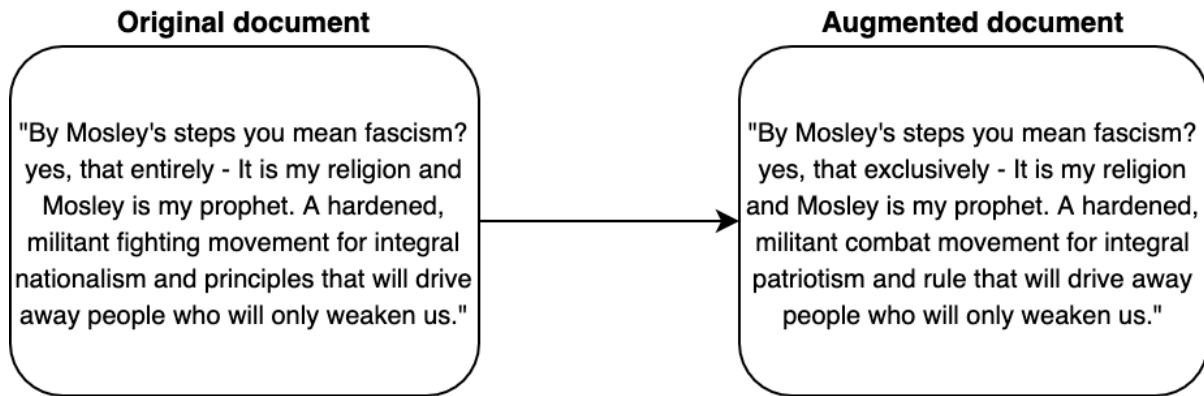 Original document
"By Mosley's steps you mean fascism?
yes, that entirely - It is my religion and
Mosley is my prophet. A hardened,
militant fighting movement for integral
nationalism and principles that will drive
away people who will only weaken us."
Augmented document
"By Mosley's steps you mean fascism?
yes, that exclusively - It is my religion
and Mosley is my prophet. A hardened,
militant combat movement for integral
patriotism and rule that will drive away
people who will only weaken us."